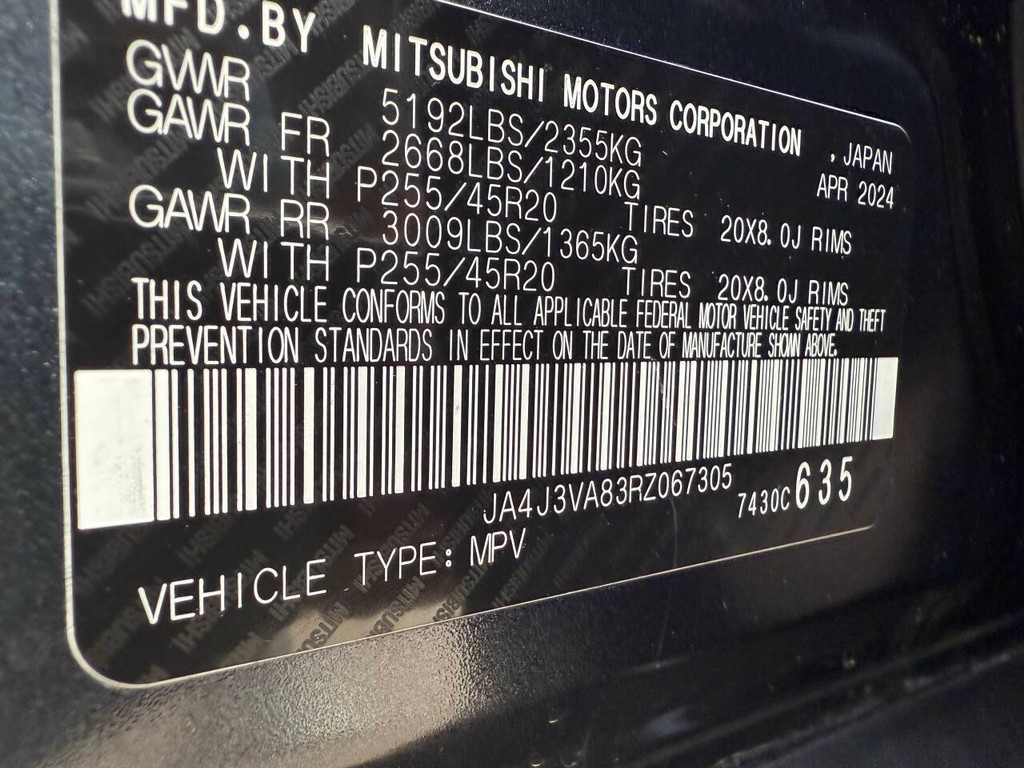 MFD.BY MITSUBISHI MOTORS CORPORATION , JAPAN
GVWR 5192LBS/2355KG APR 2024
GAWR FR 2668LBS/1210KG
WITH P255/45R20 TIRES 20X8.0J RIMS
GAWR RR 3009LBS/1365KG
WITH P255/45R20 TIRES 20X8.0J RIMS
THIS VEHICLE CONFORMS TO ALL APPLICABLE FEDERAL MOTOR VEHICLE SAFETY AND THEFT
PREVENTION STANDARDS IN EFFECT ON THE DATE OF MANUFACTURE SHOWN ABOVE.
JA4J3VA83RZ067305 7430C635
VEHICLE TYPE: MPV